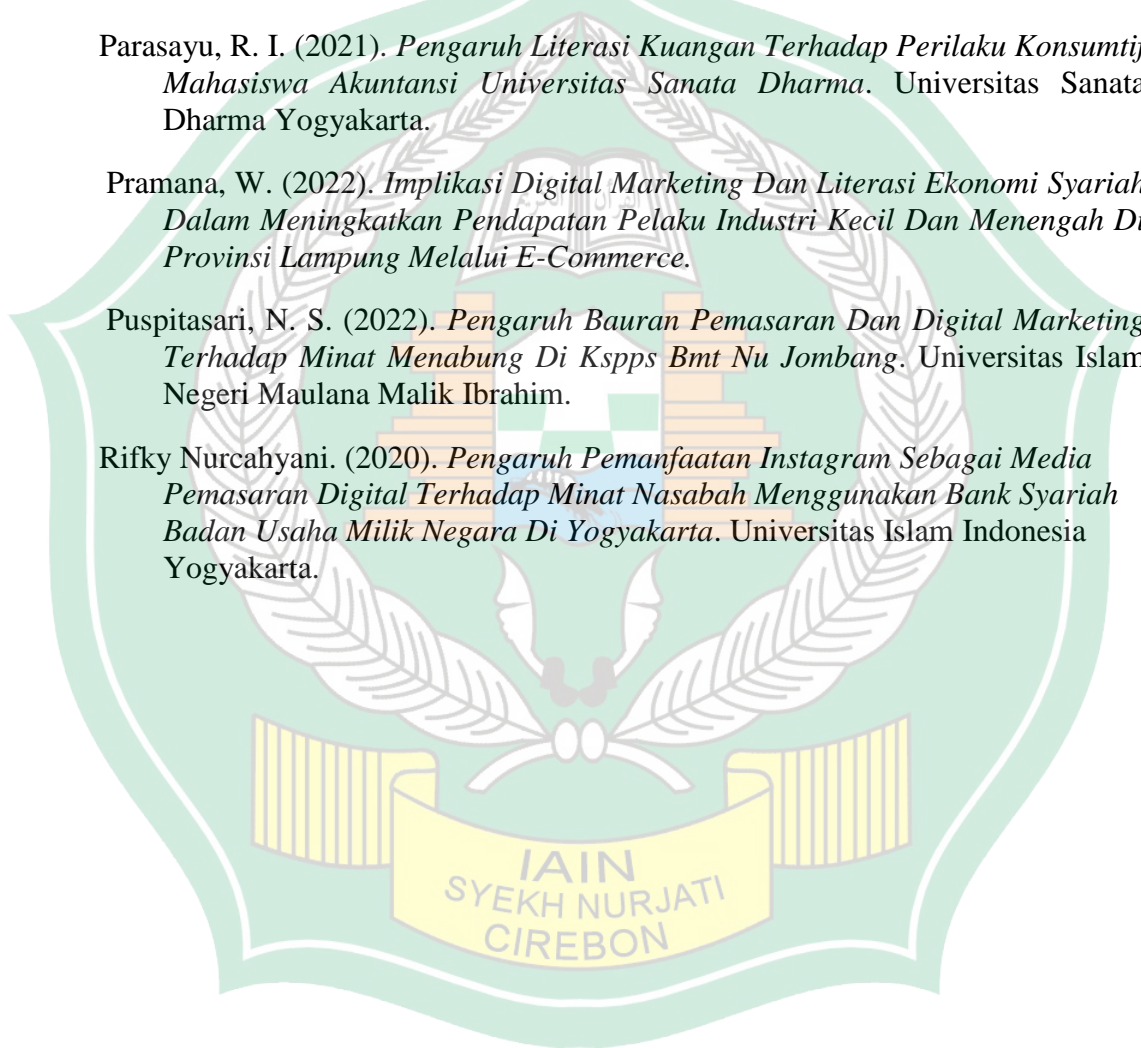 Parasayu, R. I. (2021). Pengaruh Literasi Kuangan Terhadap Perilaku Konsumtif
Mahasiswa Akuntansi Universitas Sanata Dharma. Universitas Sanata
Dharma Yogyakarta.
Pramana, W. (2022). Implikasi Digital Marketing Dan Literasi Ekonomi Syariah
Dalam Meningkatkan Pendapatan Pelaku Industri Kecil Dan Menengah Di
Provinsi Lampung Melalui E-Commerce.
Puspitasari, N. S. (2022). Pengaruh Bauran Pemasaran Dan Digital Marketing
Terhadap Minat Menabung Di Kspps Bmt Nu Jombang. Universitas Islam
Negeri Maulana Malik Ibrahim.
Rifky Nurcahyani. (2020). Pengaruh Pemanfaatan Instagram Sebagai Media
Pemasaran Digital Terhadap Minat Nasabah Menggunakan Bank Syariah
Badan Usaha Milik Negara Di Yogyakarta. Universitas Islam Indonesia
Yogyakarta.
IAIN
SYEKH NURJATI
CIREBON